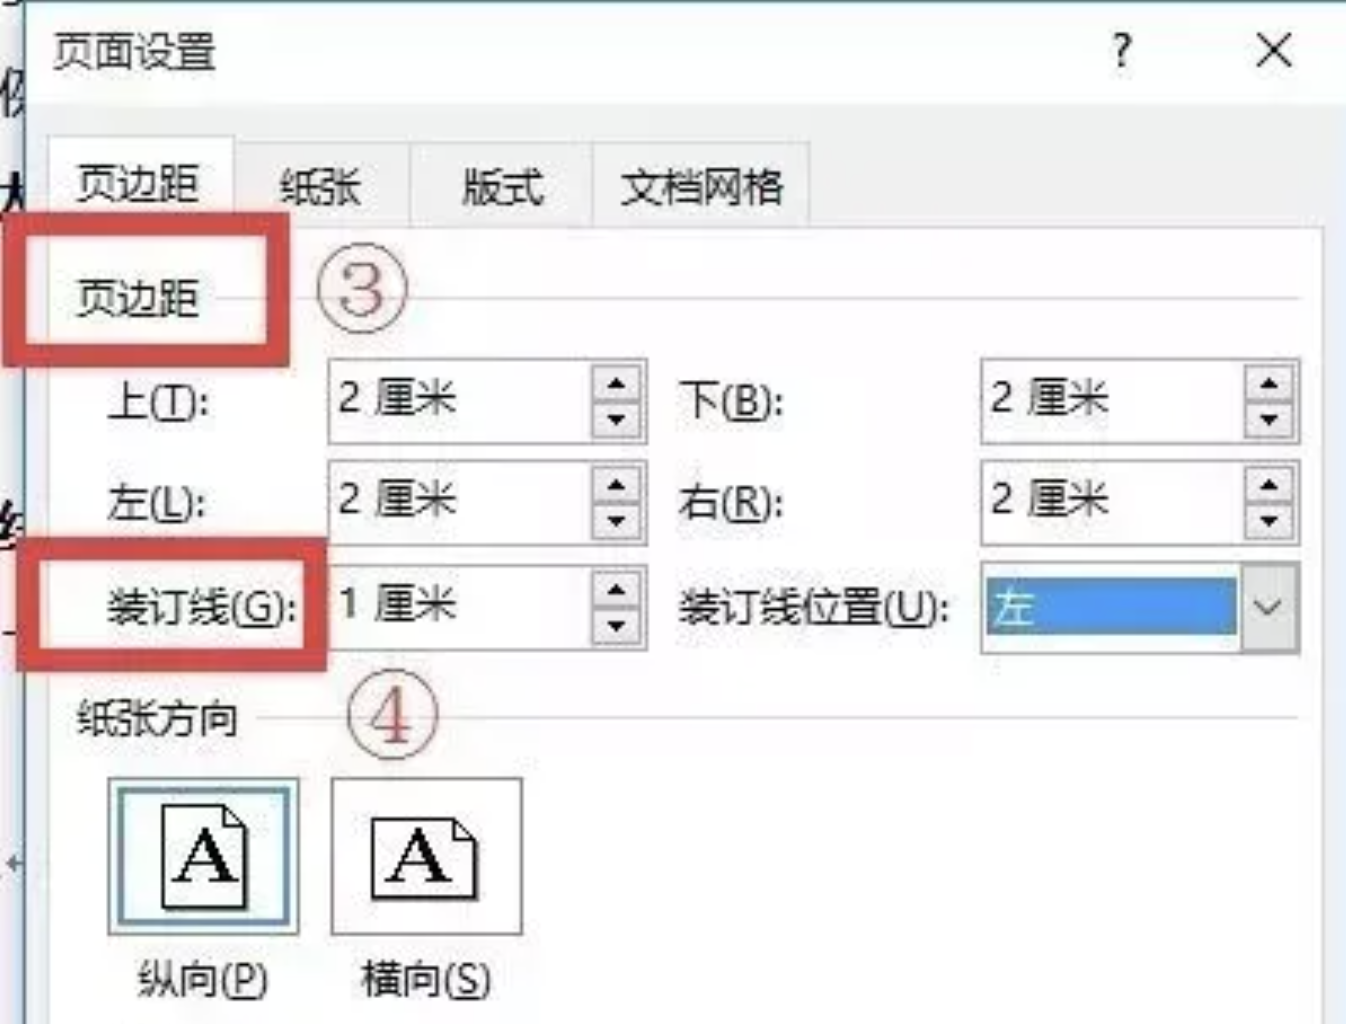 页面设置 ?
页边距 纸张 版式 文档网格
页边距 ③
上(T): 2 厘米 下(B): 2 厘米
左(L): 2 厘米 右(R): 2 厘米
装订线(G): 1 厘米 装订线位置(U): 左
纸张方向 ④
A A
纵向(P) 横向(S)